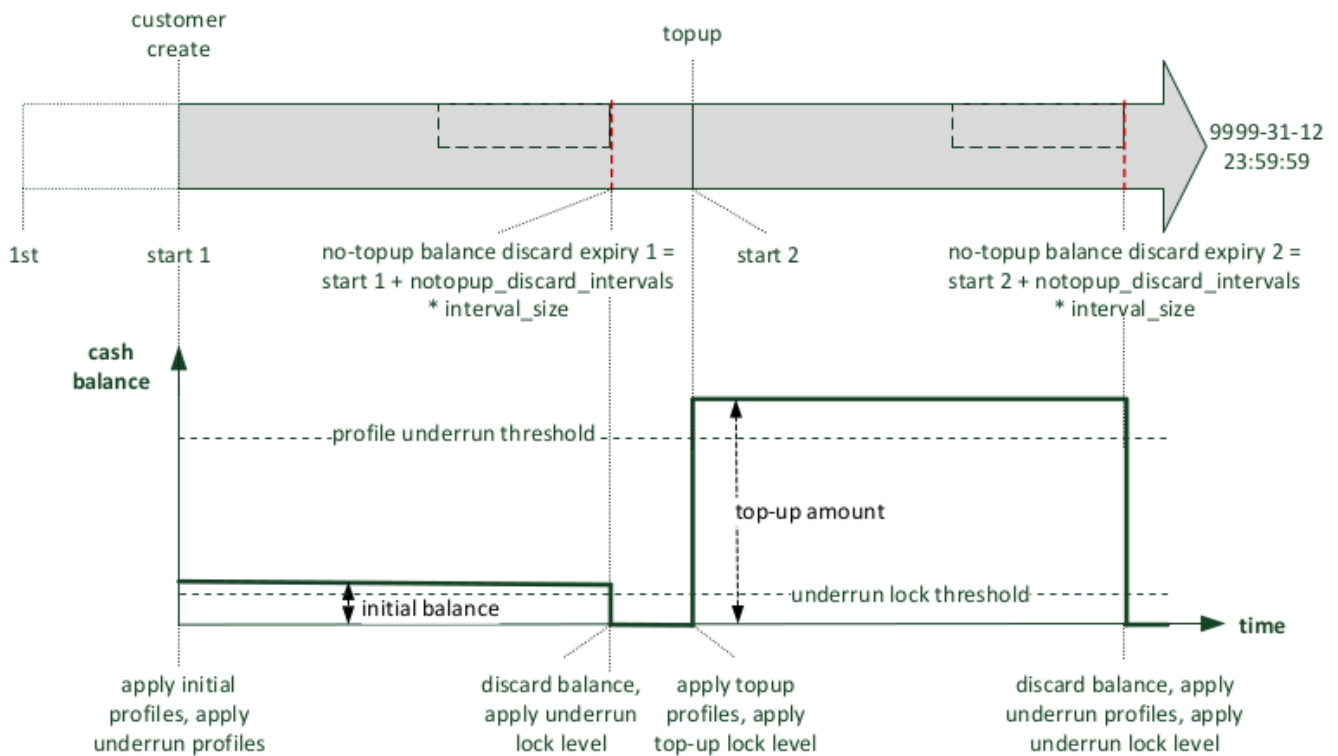 customer
create
topup
9999-31-12
23:59:59
1st
start 1
no-topup balance discard expiry 1 =
start 1 + notopup_discard_intervals
* interval_size
start 2
no-topup balance discard expiry 2 =
start 2 + notopup_discard_intervals
* interval_size
cash
balance
profile underrun threshold
top-up amount
underrun lock threshold
initial balance
time
apply initial
profiles, apply
underrun profiles
discard balance,
apply underrun
lock level
apply topup
profiles, apply
top-up lock level
discard balance, apply
underrun profiles, apply
underrun lock level